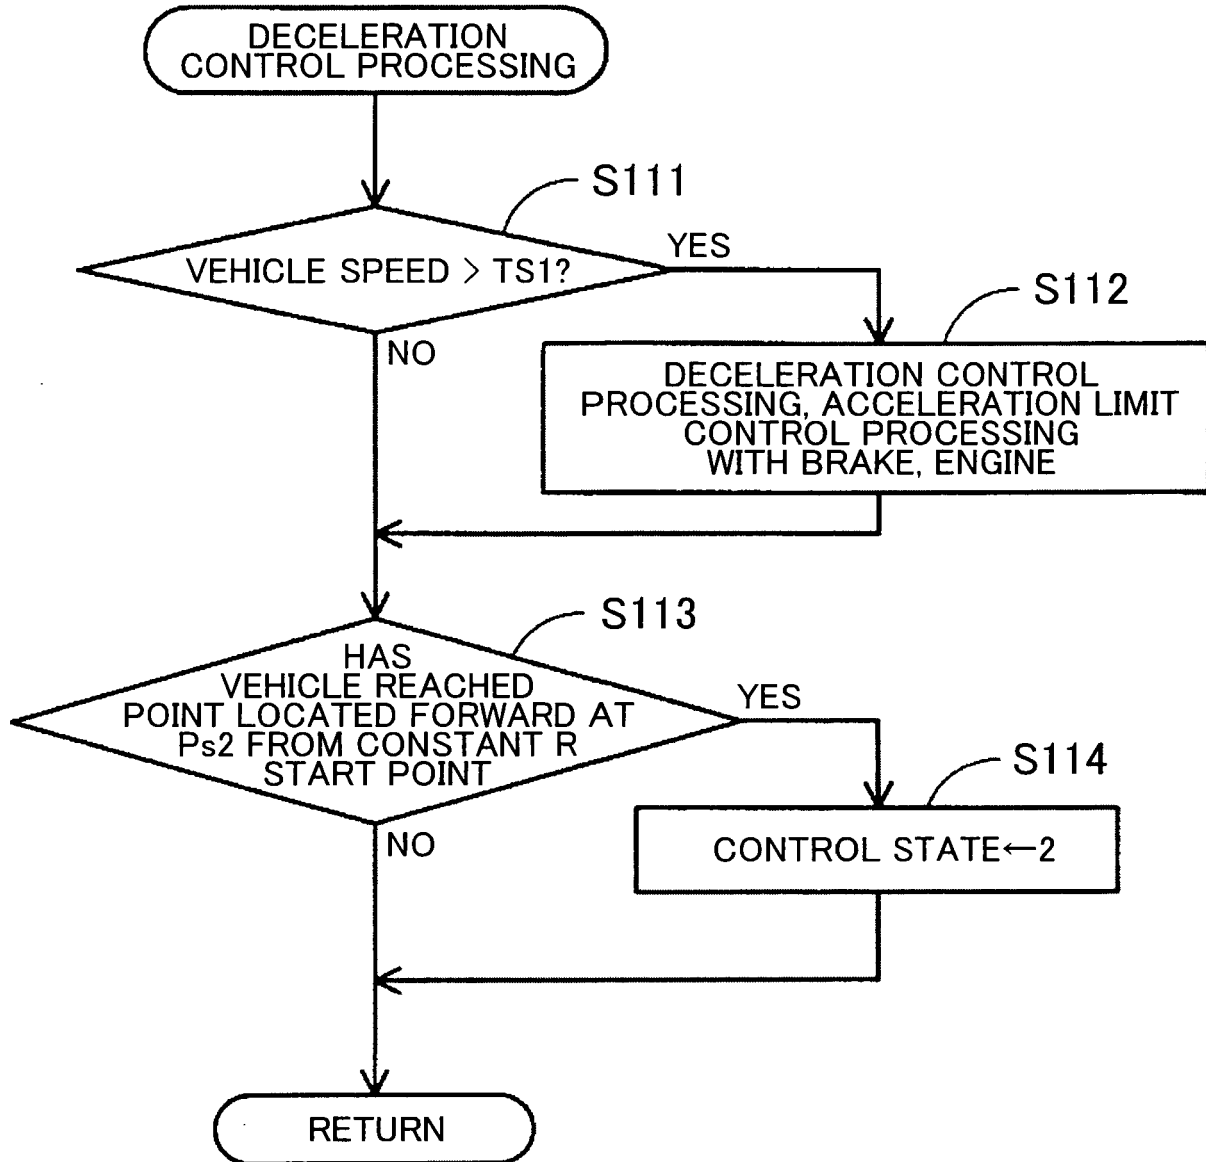 DECELERATION
CONTROL PROCESSING
S111
VEHICLE SPEED > TS1?
YES
NO
S112
DECELERATION CONTROL
PROCESSING, ACCELERATION LIMIT
CONTROL PROCESSING
WITH BRAKE, ENGINE
S113
HAS
VEHICLE REACHED
POINT LOCATED FORWARD AT
Ps2 FROM CONSTANT R
START POINT
YES
NO
S114
CONTROL STATE←2
RETURN